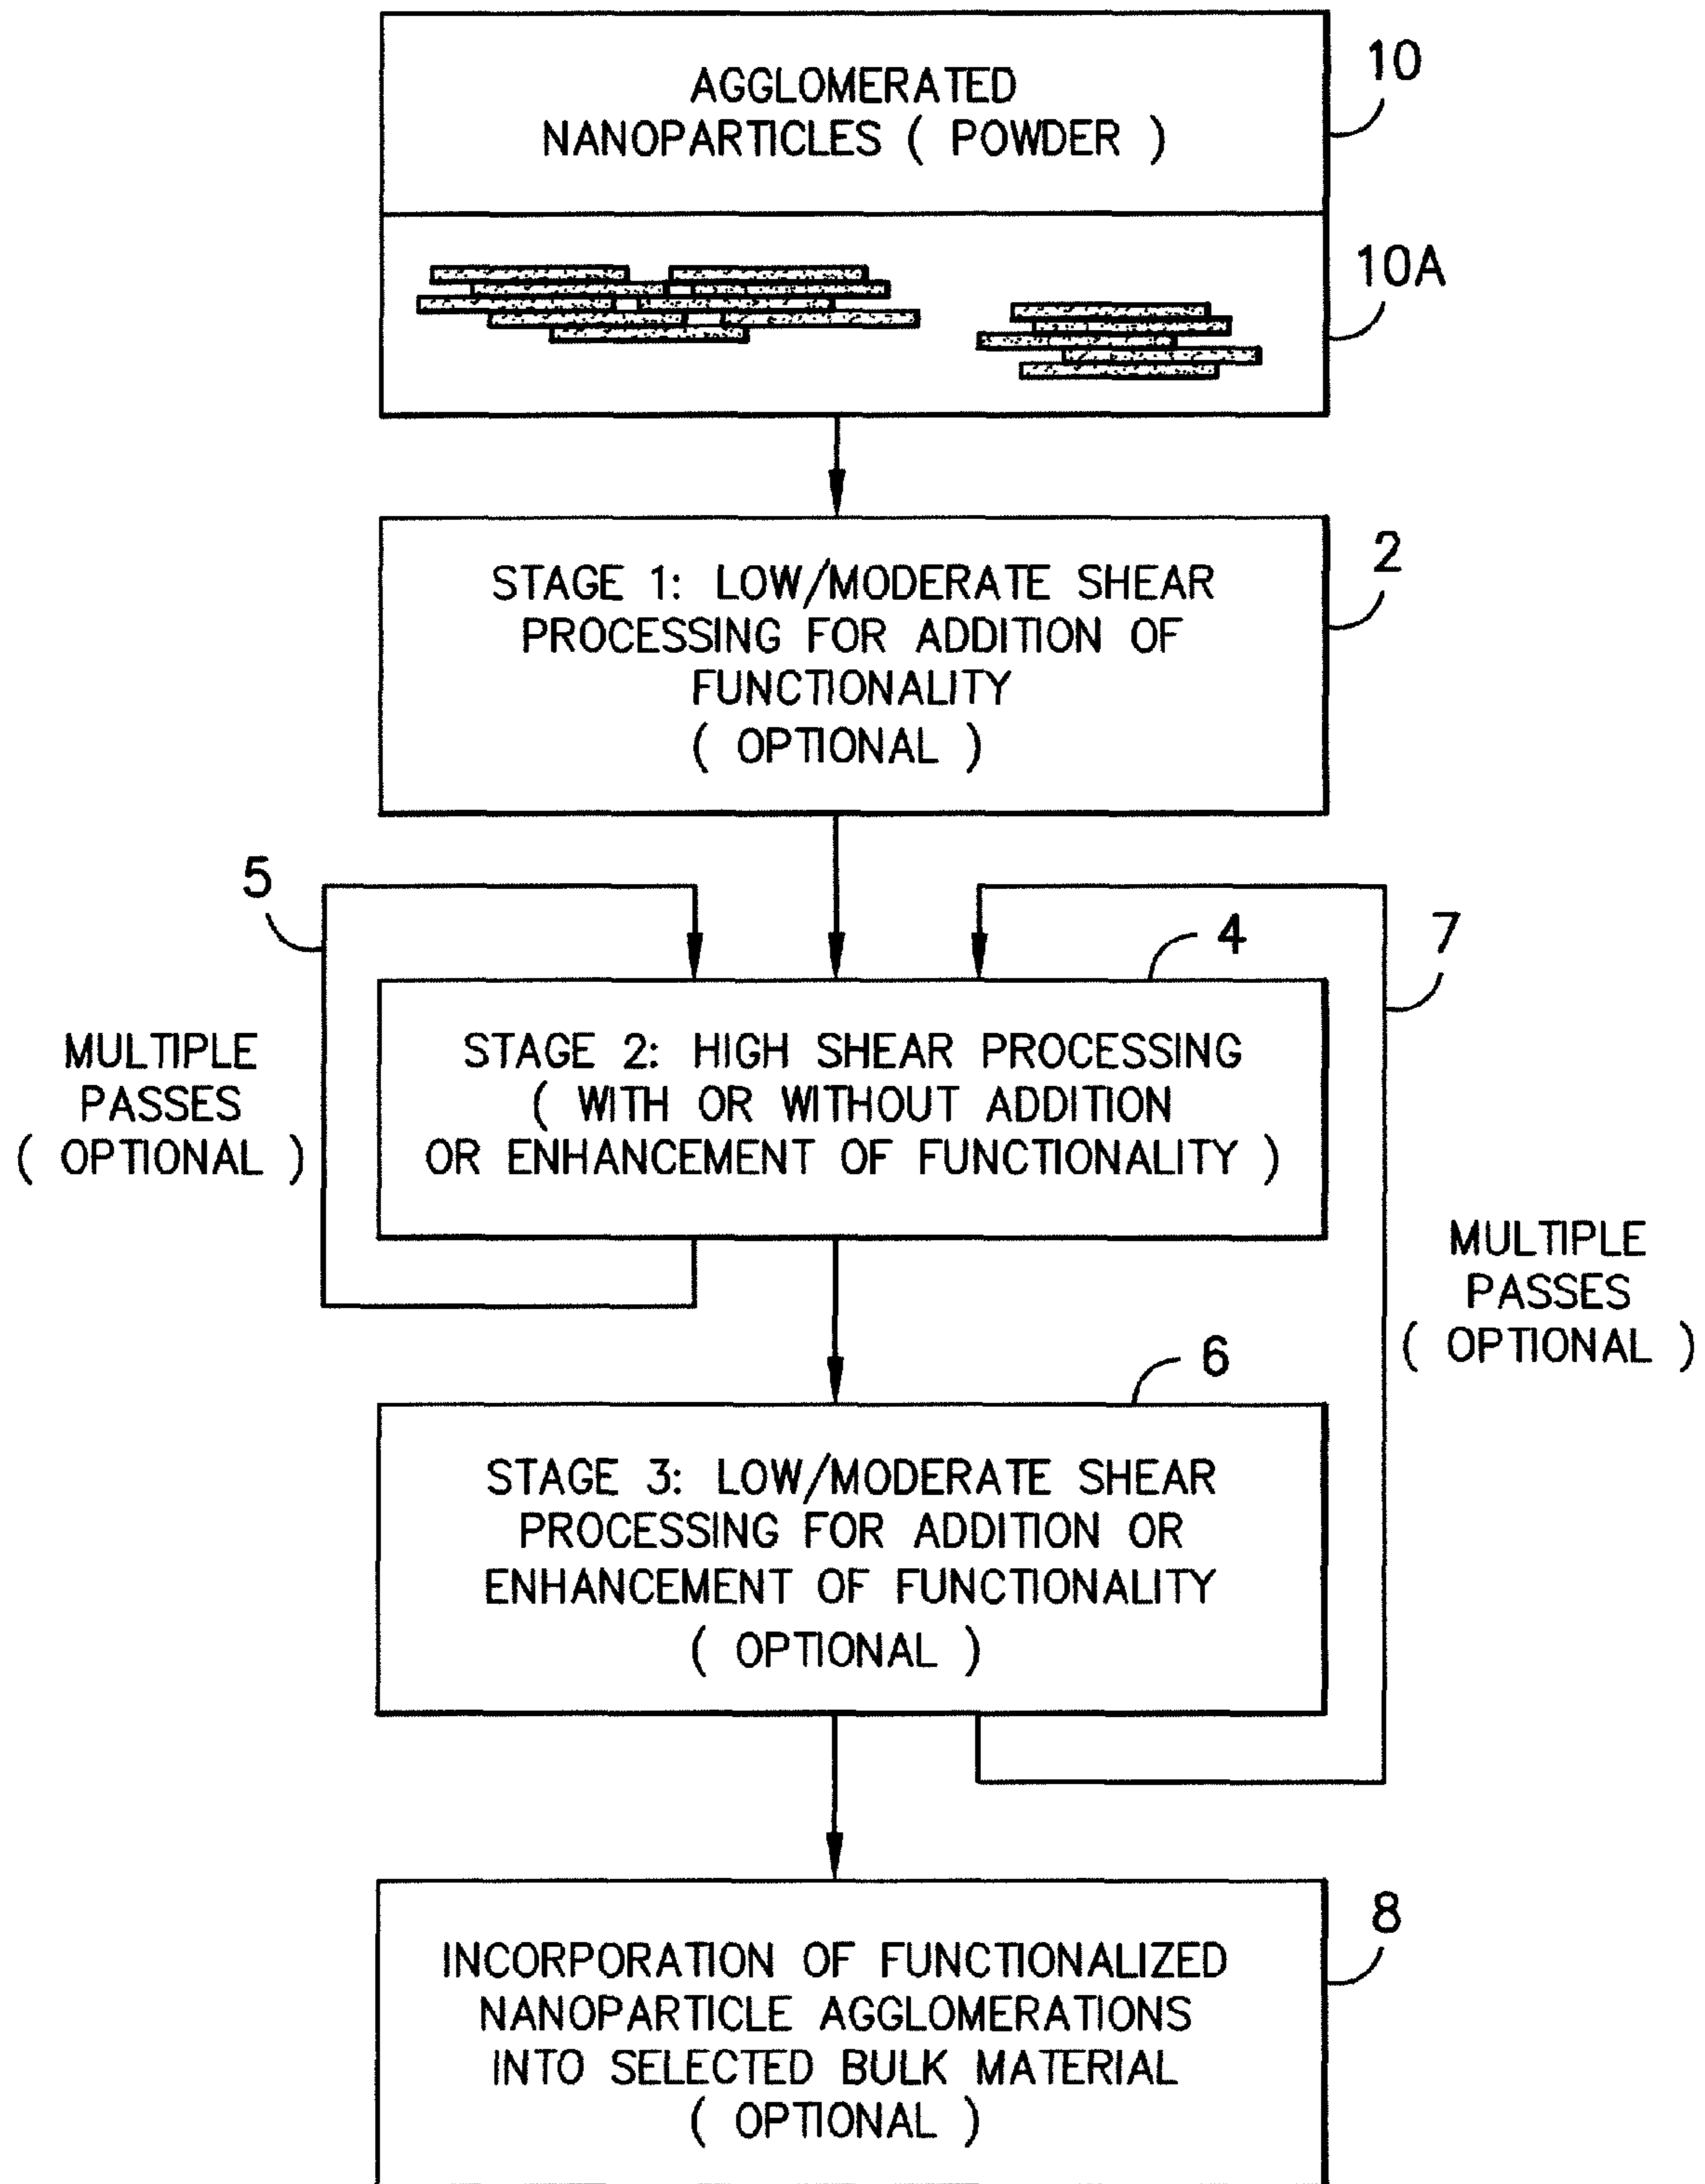 AGGLOMERATED
NANOPARTICLES ( POWDER )
10
10A
STAGE 1: LOW/MODERATE SHEAR
PROCESSING FOR ADDITION OF
FUNCTIONALITY
( OPTIONAL )
2
5
7
4
MULTIPLE
PASSES
( OPTIONAL )
STAGE 2: HIGH SHEAR PROCESSING
( WITH OR WITHOUT ADDITION
OR ENHANCEMENT OF FUNCTIONALITY )
MULTIPLE
PASSES
( OPTIONAL )
6
STAGE 3: LOW/MODERATE SHEAR
PROCESSING FOR ADDITION OR
ENHANCEMENT OF FUNCTIONALITY
( OPTIONAL )
8
INCORPORATION OF FUNCTIONALIZED
NANOPARTICLE AGGLOMERATIONS
INTO SELECTED BULK MATERIAL
( OPTIONAL )